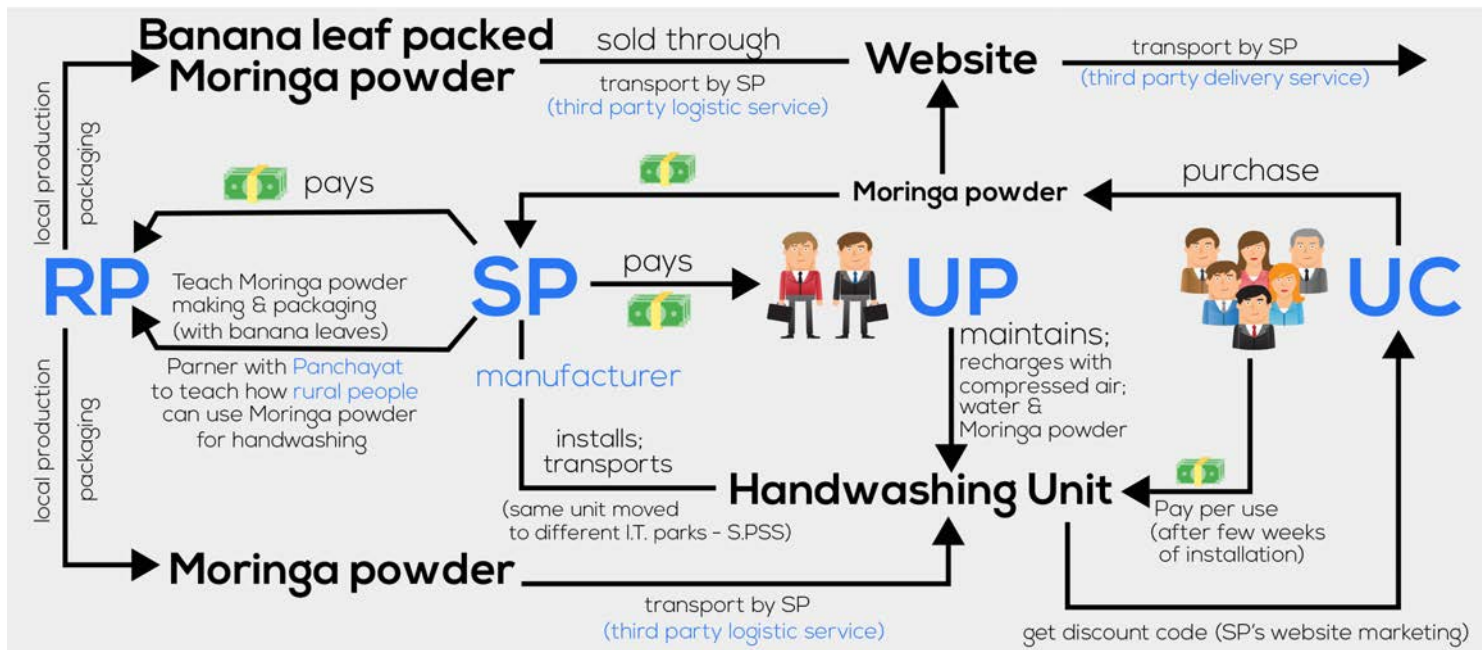 Banana leaf packed
Moringa powder
sold through
transport by SP
(third party logistic service)
Website
transport by SP
(third party delivery service)
local production
packaging
pays
Moringa powder
purchase
RP
Teach Moringa powder
making & packaging
(with banana leaves)
SP
pays
UP
UC
Parner with Panchayat
to teach how rural people
can use Moringa powder
for handwashing
manufacturer
maintains;
recharges with
compressed air;
water &
Moringa powder
local production
packaging
installs;
transports
(same unit moved
to different I.T. parks - S.PSS)
Handwashing Unit
Pay per use
(after few weeks
of installation)
Moringa powder
transport by SP
(third party logistic service)
get discount code (SP's website marketing)